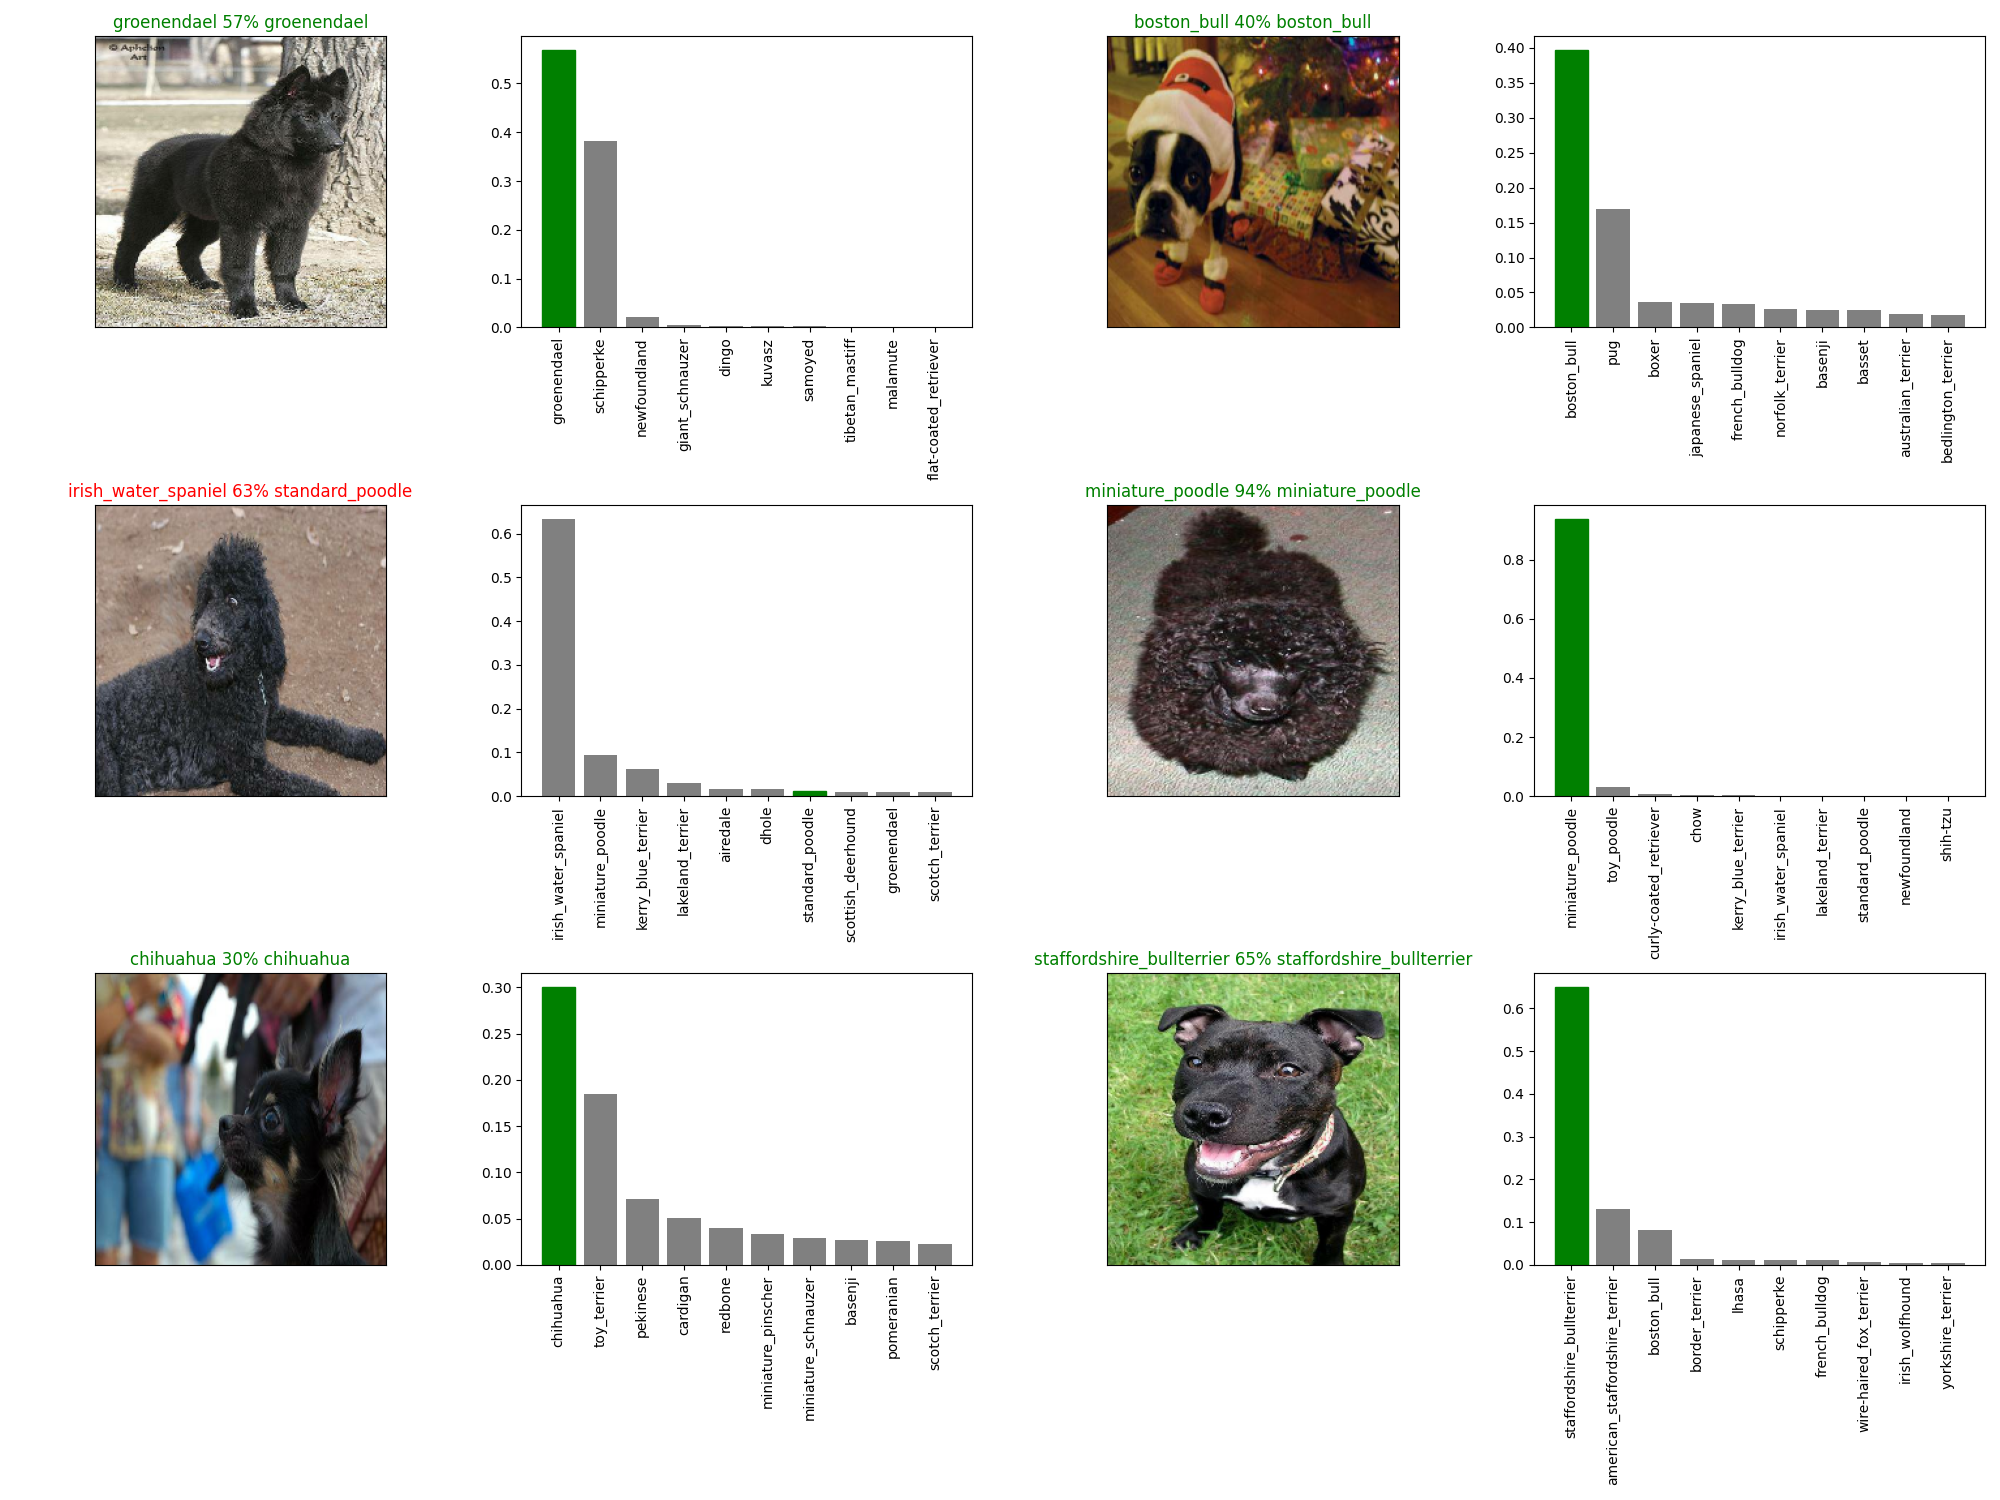 groenendael 57% groenendael
© Aphelion
Art
0.5
0.4
0.3
0.2
0.1
0.0
groenendael
schipperke
newfoundland
giant_schnauzer
dingo
kuvasz
samoyed
tibetan_mastiff
malamute
flat-coated_retriever
boston_bull 40% boston_bull
0.40
0.35
0.30
0.25
0.20
0.15
0.10
0.05
0.00
boston_bull
pug
boxer
japanese_spaniel
french_bulldog
norfolk_terrier
basenji
basset
australian_terrier
bedlington_terrier
irish_water_spaniel 63% standard_poodle
0.6
0.5
0.4
0.3
0.2
0.1
0.0
irish_water_spaniel
miniature_poodle
kerry_blue_terrier
lakeland_terrier
airedale
dhole
standard_poodle
scottish_deerhound
groenendael
scotch_terrier
miniature_poodle 94% miniature_poodle
0.8
0.6
0.4
0.2
0.0
miniature_poodle
toy_poodle
curly-coated_retriever
chow
kerry_blue_terrier
irish_water_spaniel
lakeland_terrier
standard_poodle
newfoundland
shih-tzu
chihuahua 30% chihuahua
0.30
0.25
0.20
0.15
0.10
0.05
0.00
chihuahua
toy_terrier
pekinese
cardigan
redbone
miniature_pinscher
miniature_schnauzer
basenji
pomeranian
scotch_terrier
staffordshire_bullterrier 65% staffordshire_bullterrier
0.6
0.5
0.4
0.3
0.2
0.1
0.0
staffordshire_bullterrier
american_staffordshire_terrier
boston_bull
border_terrier
lhasa
schipperke
french_bulldog
wire-haired_fox_terrier
irish_wolfhound
yorkshire_terrier